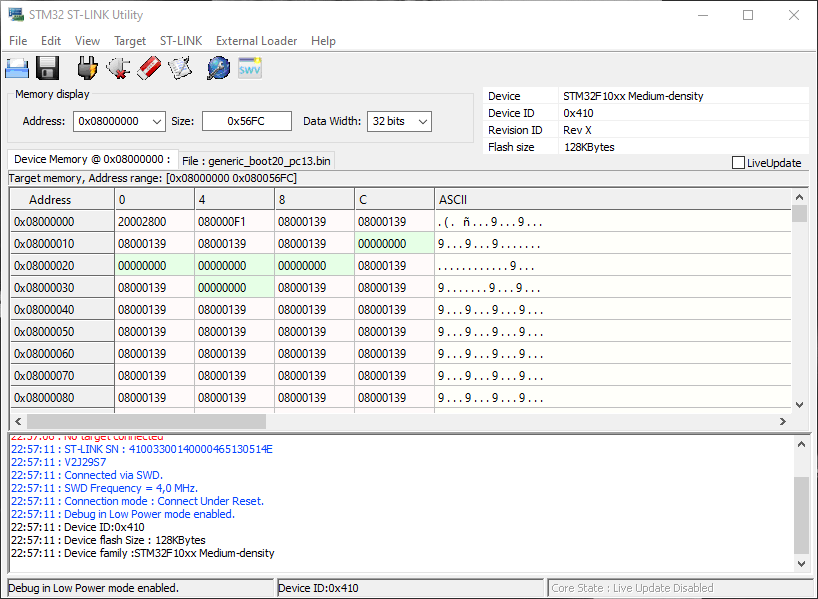 STM32 ST-LINK Utility
File Edit View Target ST-LINK External Loader Help
SWV
Memory display
Address: 0x08000000 Size: 0x56FC Data Width: 32 bits
Device STM32F10xx Medium-density
Device ID 0x410
Revision ID Rev X
Flash size 128KBytes
LiveUpdate
Device Memory @ 0x08000000 : File : generic_boot20_pc13.bin
Target memory, Address range: [0x08000000 0x080056FC]
Address 0 4 8 C ASCII
0x08000000 20002800 080000F1 08000139 08000139 .(. ñ...9...9...
0x08000010 08000139 08000139 08000139 00000000 9...9...9.......
0x08000020 00000000 00000000 00000000 08000139 ............9...
0x08000030 08000139 00000000 08000139 08000139 9.......9...9...
0x08000040 08000139 08000139 08000139 08000139 9...9...9...9...
0x08000050 08000139 08000139 08000139 08000139 9...9...9...9...
0x08000060 08000139 08000139 08000139 08000139 9...9...9...9...
0x08000070 08000139 08000139 08000139 08000139 9...9...9...9...
0x08000080 08000139 08000139 08000139 08000139 9...9...9...9...
22:57:06 : No target connected
22:57:11 : ST-LINK SN : 41003300140000465130514E
22:57:11 : V2J29S7
22:57:11 : Connected via SWD.
22:57:11 : SWD Frequency = 4,0 MHz.
22:57:11 : Connection mode : Connect Under Reset.
22:57:11 : Debug in Low Power mode enabled.
22:57:11 : Device ID:0x410
22:57:11 : Device flash Size : 128KBytes
22:57:11 : Device family :STM32F10xx Medium-density
Debug in Low Power mode enabled. Device ID:0x410 Core State : Live Update Disabled